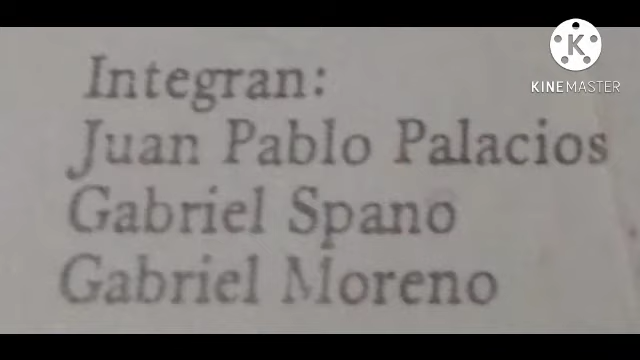 KINEMASTER
Integran:
Juan Pablo Palacios
Gabriel Spano
Gabriel Moreno